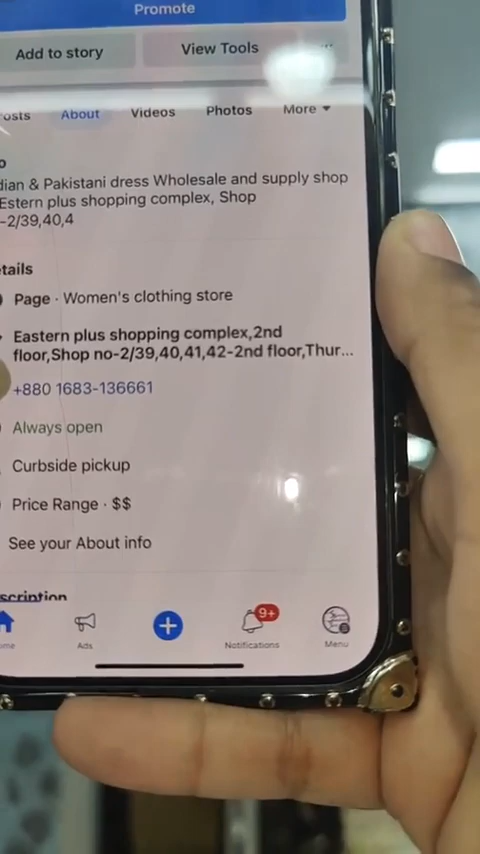 Promote
Add to story
View Tools
...
osts
About
Videos
Photos
More
o
dian & Pakistani dress Wholesale and supply shop
Estern plus shopping complex, Shop
-2/39,40,4
etails
Page · Women's clothing store
Eastern plus shopping complex,2nd
floor,Shop no-2/39,40,41,42-2nd floor,Thur...
+880 1683-136661
Always open
Curbside pickup
Price Range · $$
See your About info
scription
ome
Ads
9+
Notifications
Menu